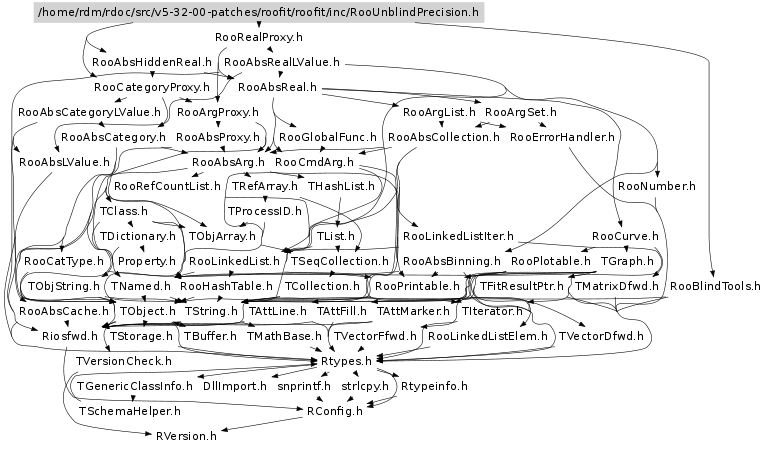 /home/rdm/rdoc/src/v5-32-00-patches/roofit/roofit/inc/RooUnblindPrecision.h
RooRealProxy.h
RooAbsHiddenReal.h RooAbsRealLValue.h
RooCategoryProxy.h RooAbsReal.h
RooAbsCategoryLValue.h RooArgProxy.h RooArgList.h RooArgSet.h
RooAbsCategory.h RooAbsProxy.h RooGlobalFunc.h RooAbsCollection.h RooErrorHandler.h
RooAbsLValue.h RooAbsArg.h RooCmdArg.h
RooRefCountList.h TRefArray.h THashList.h RooNumber.h
TClass.h TProcessID.h
TDictionary.h TObjArray.h TList.h RooLinkedListIter.h RooCurve.h
RooCatType.h Property.h RooLinkedList.h TSeqCollection.h RooAbsBinning.h RooPlotable.h TGraph.h
TObjString.h TNamed.h RooHashTable.h TCollection.h RooPrintable.h TFitResultPtr.h TMatrixDfwd.h RooBlindTools.h
RooAbsCache.h TObject.h TString.h TAttLine.h TAttFill.h TAttMarker.h TIterator.h
Riosfwd.h TStorage.h TBuffer.h TMathBase.h TVectorFfwd.h RooLinkedListElem.h TVectorDfwd.h
TVersionCheck.h Rtypes.h
TGenericClassInfo.h DllImport.h snprintf.h strlcpy.h Rtypeinfo.h
TSchemaHelper.h RConfig.h
RVersion.h